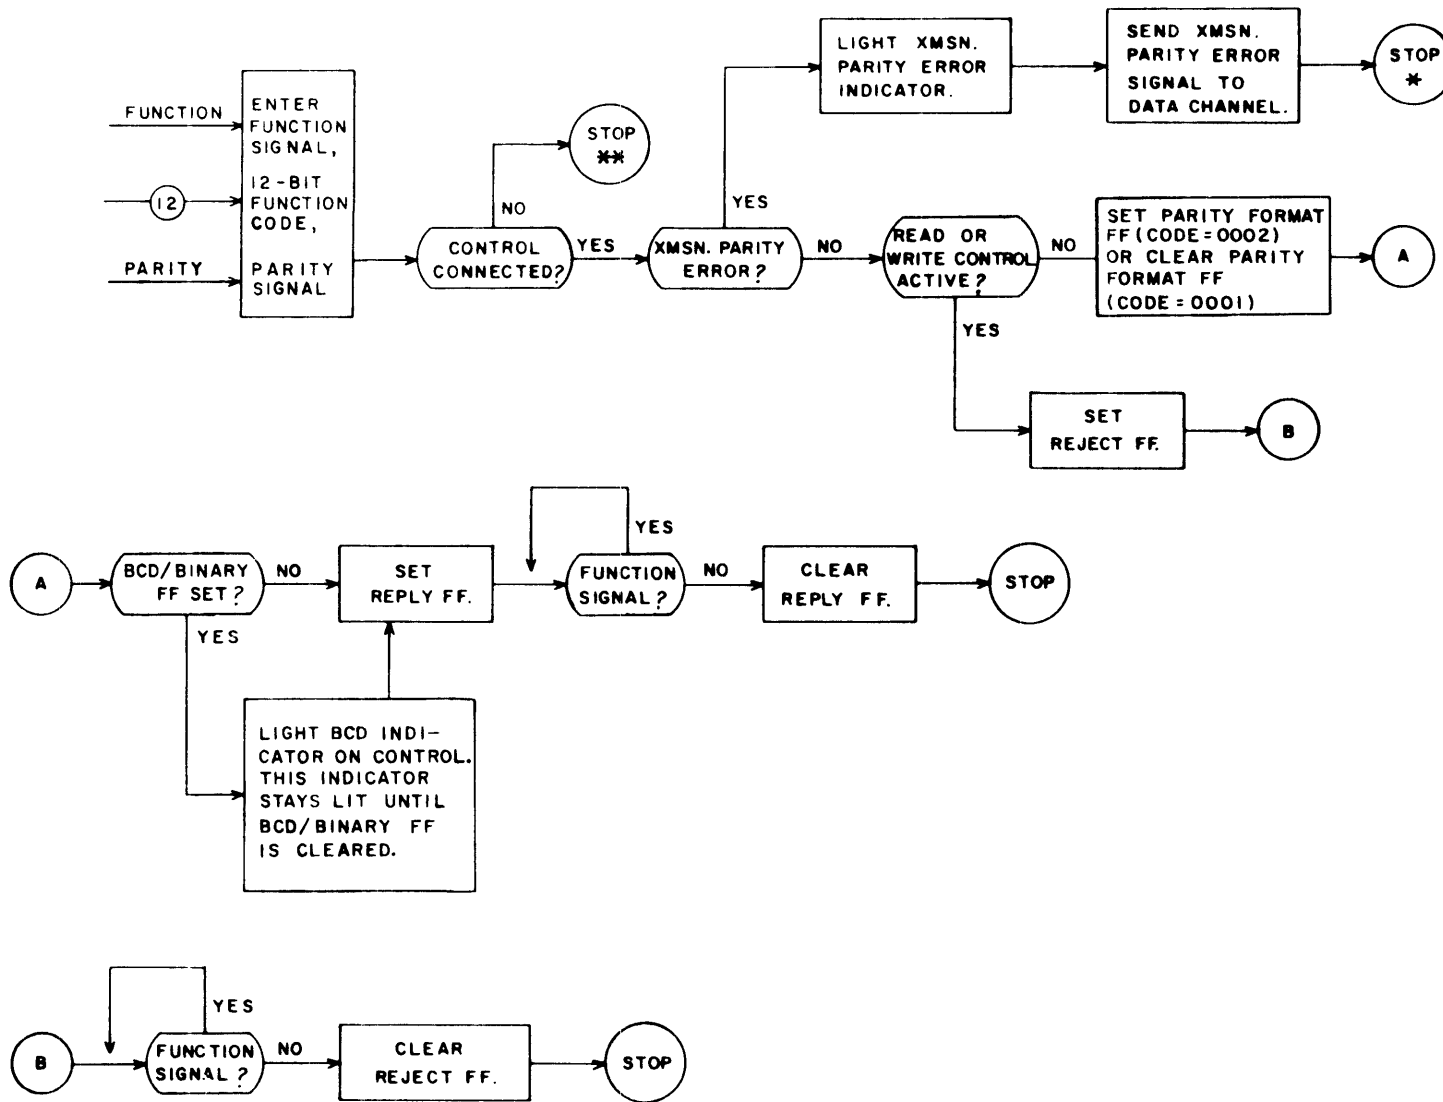 FUNCTION
12
PARITY
ENTER
FUNCTION
SIGNAL,
12-BIT
FUNCTION
CODE,
PARITY
SIGNAL
CONTROL
CONNECTED?
NO
STOP
**
YES
XMSN. PARITY
ERROR?
YES
LIGHT XMSN.
PARITY ERROR
INDICATOR.
SEND XMSN.
PARITY ERROR
SIGNAL TO
DATA CHANNEL.
STOP
*
NO
READ OR
WRITE CONTROL
ACTIVE?
NO
SET PARITY FORMAT
FF (CODE=0002)
OR CLEAR PARITY
FORMAT FF
(CODE=0001)
A
YES
SET
REJECT FF.
B
A
BCD/BINARY
FF SET?
NO
SET
REPLY FF.
YES
FUNCTION
SIGNAL?
NO
CLEAR
REPLY FF.
STOP
YES
LIGHT BCD INDI-
CATOR ON CONTROL.
THIS INDICATOR
STAYS LIT UNTIL
BCD/BINARY FF
IS CLEARED.
B
YES
FUNCTION
SIGNAL?
NO
CLEAR
REJECT FF.
STOP